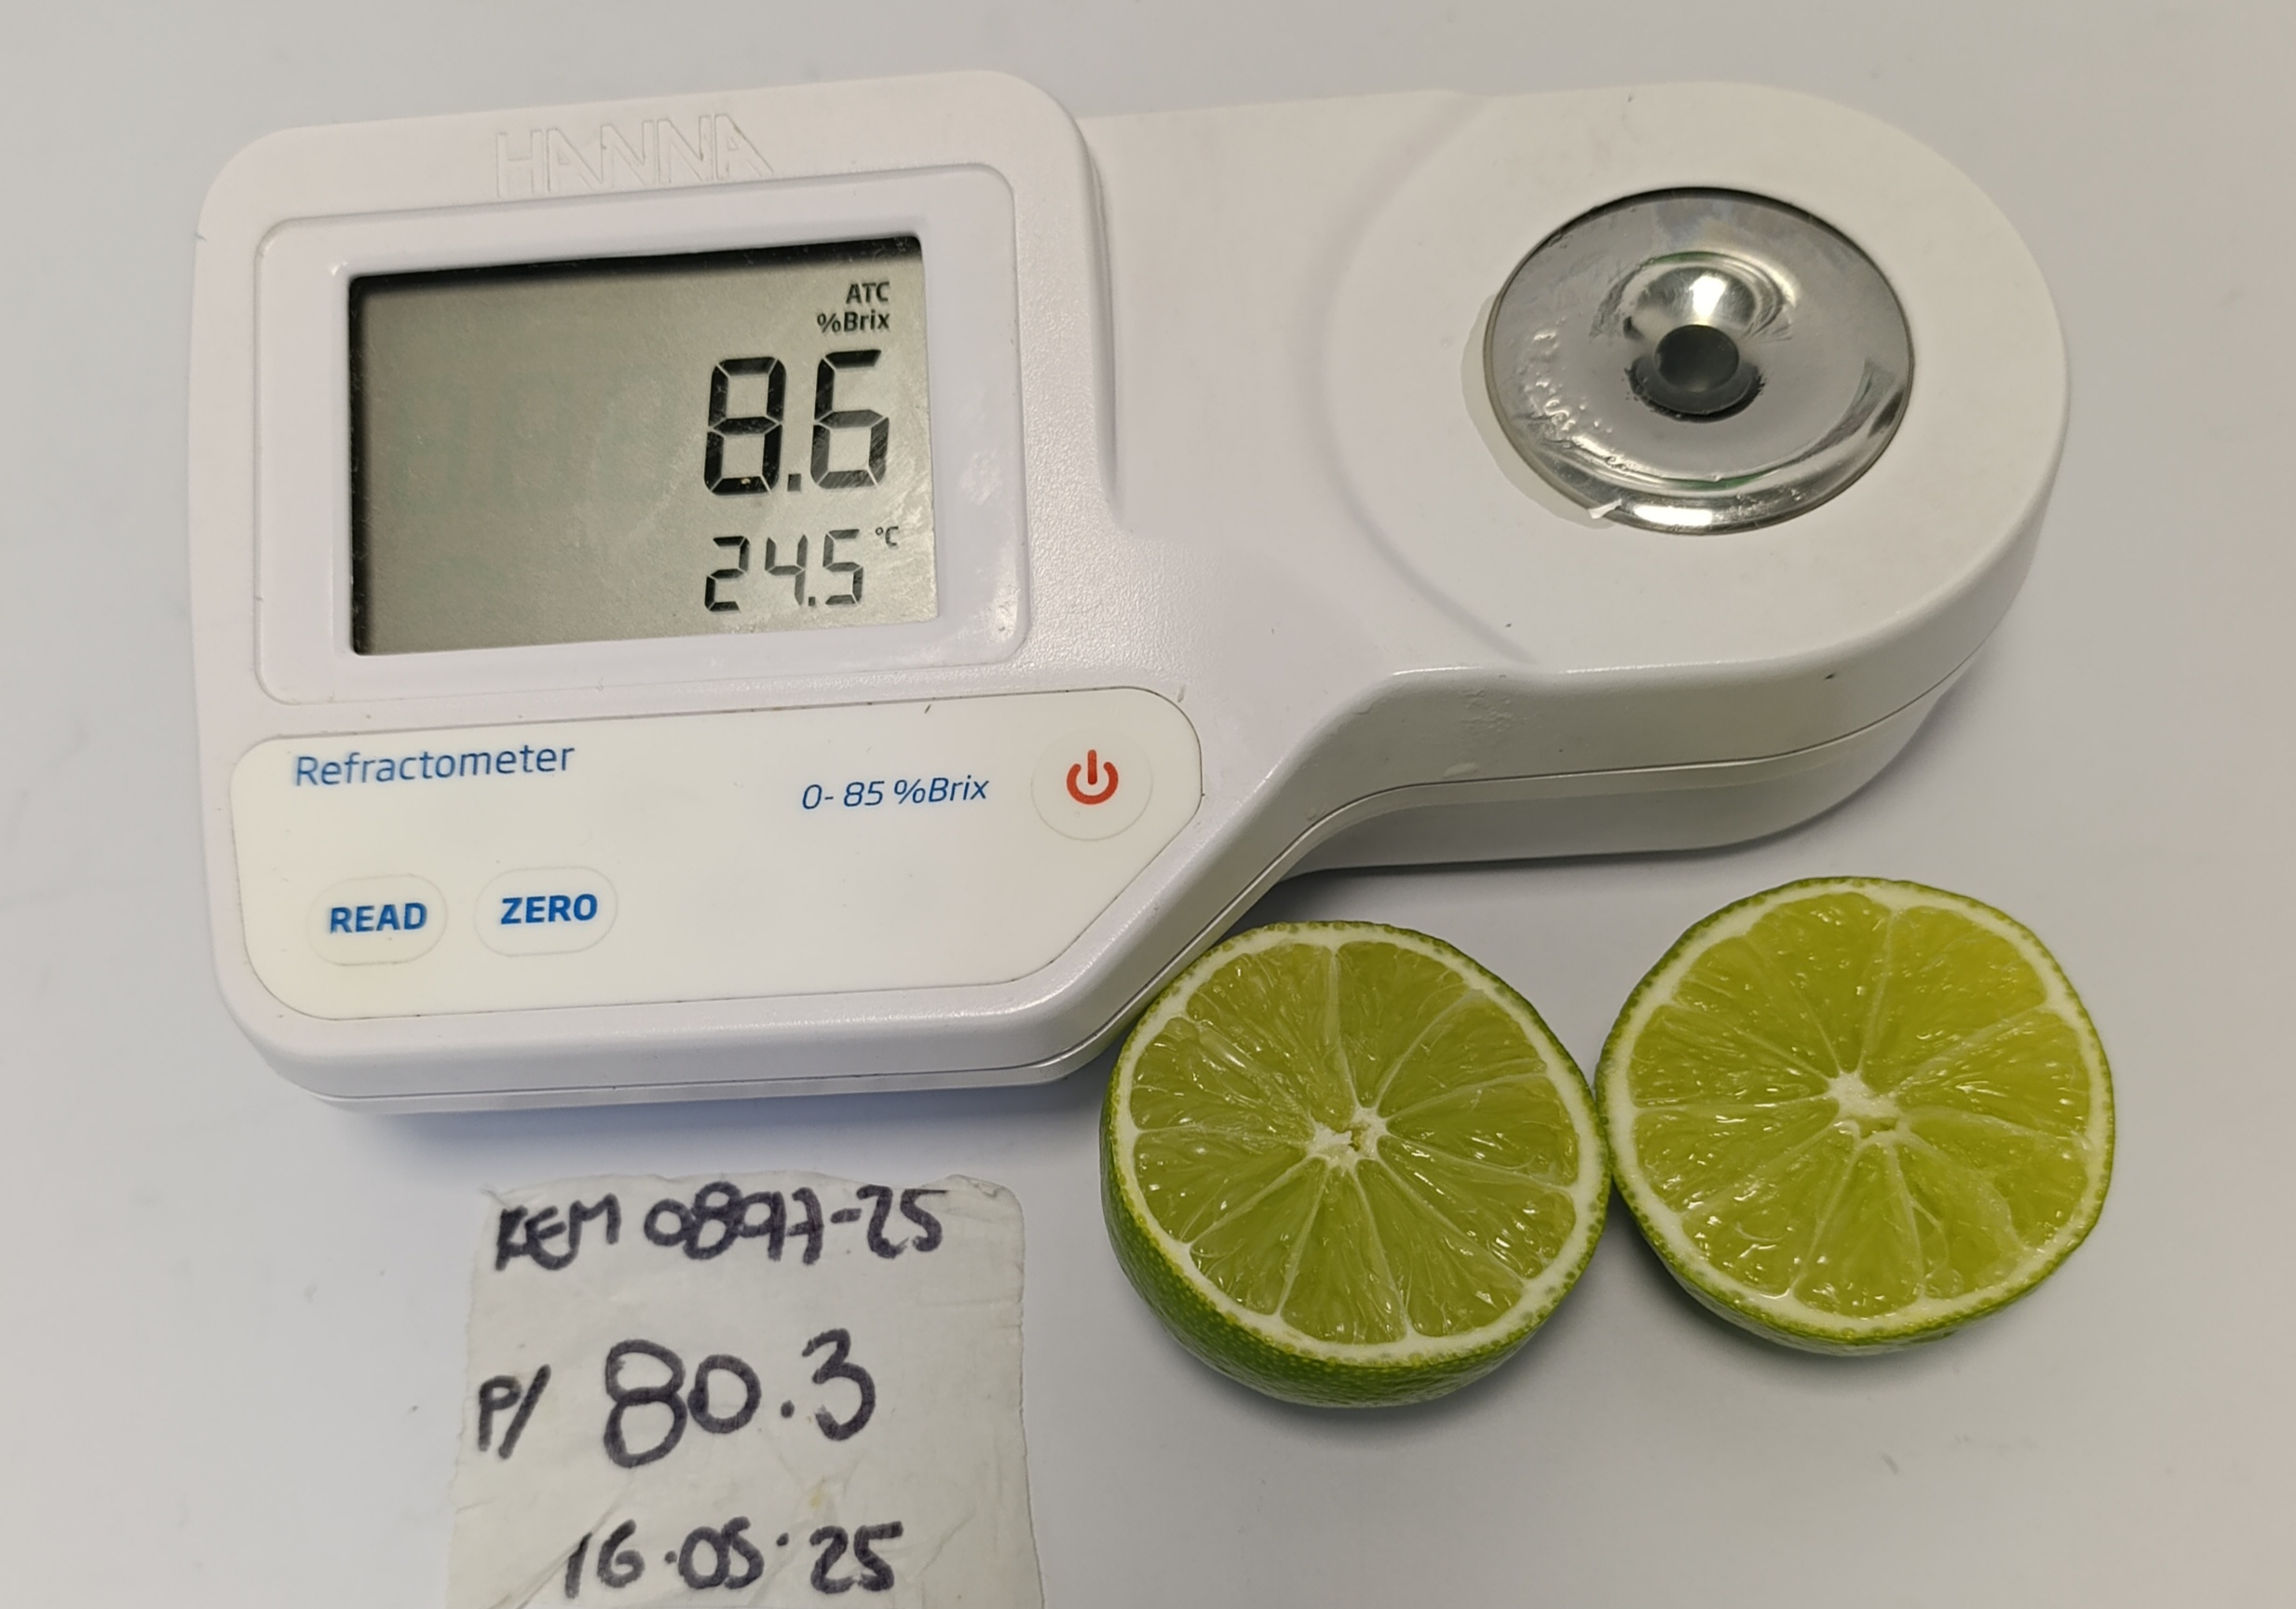 HANNA
ATC
%Brix
8.6
24.5 °C
Refractometer
0-85 %Brix
READ
ZERO
REM 0897-25
P/ 80.3
16.05.25